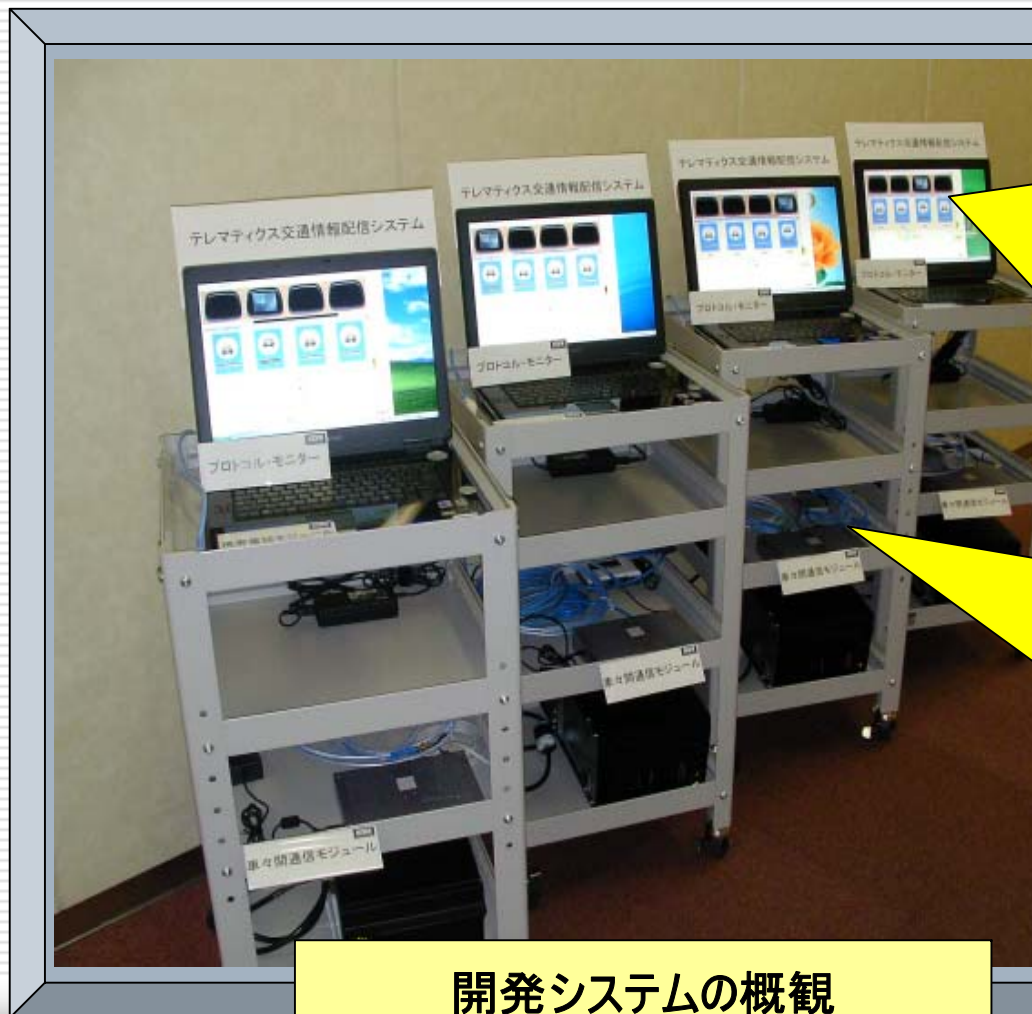 テレマティクス交通情報配信システム
テレマティクス交通情報配信システム
テレマティクス交通情報配信システム
テレマティクス交通情報配信システム
プロトコル・モニター
プロトコル・モニター
プロトコル・モニター
プロトコル・モニター
車々間通信モジュール
車々間通信モジュール
車々間通信モジュール
車々間通信モジュール
開発システムの概観